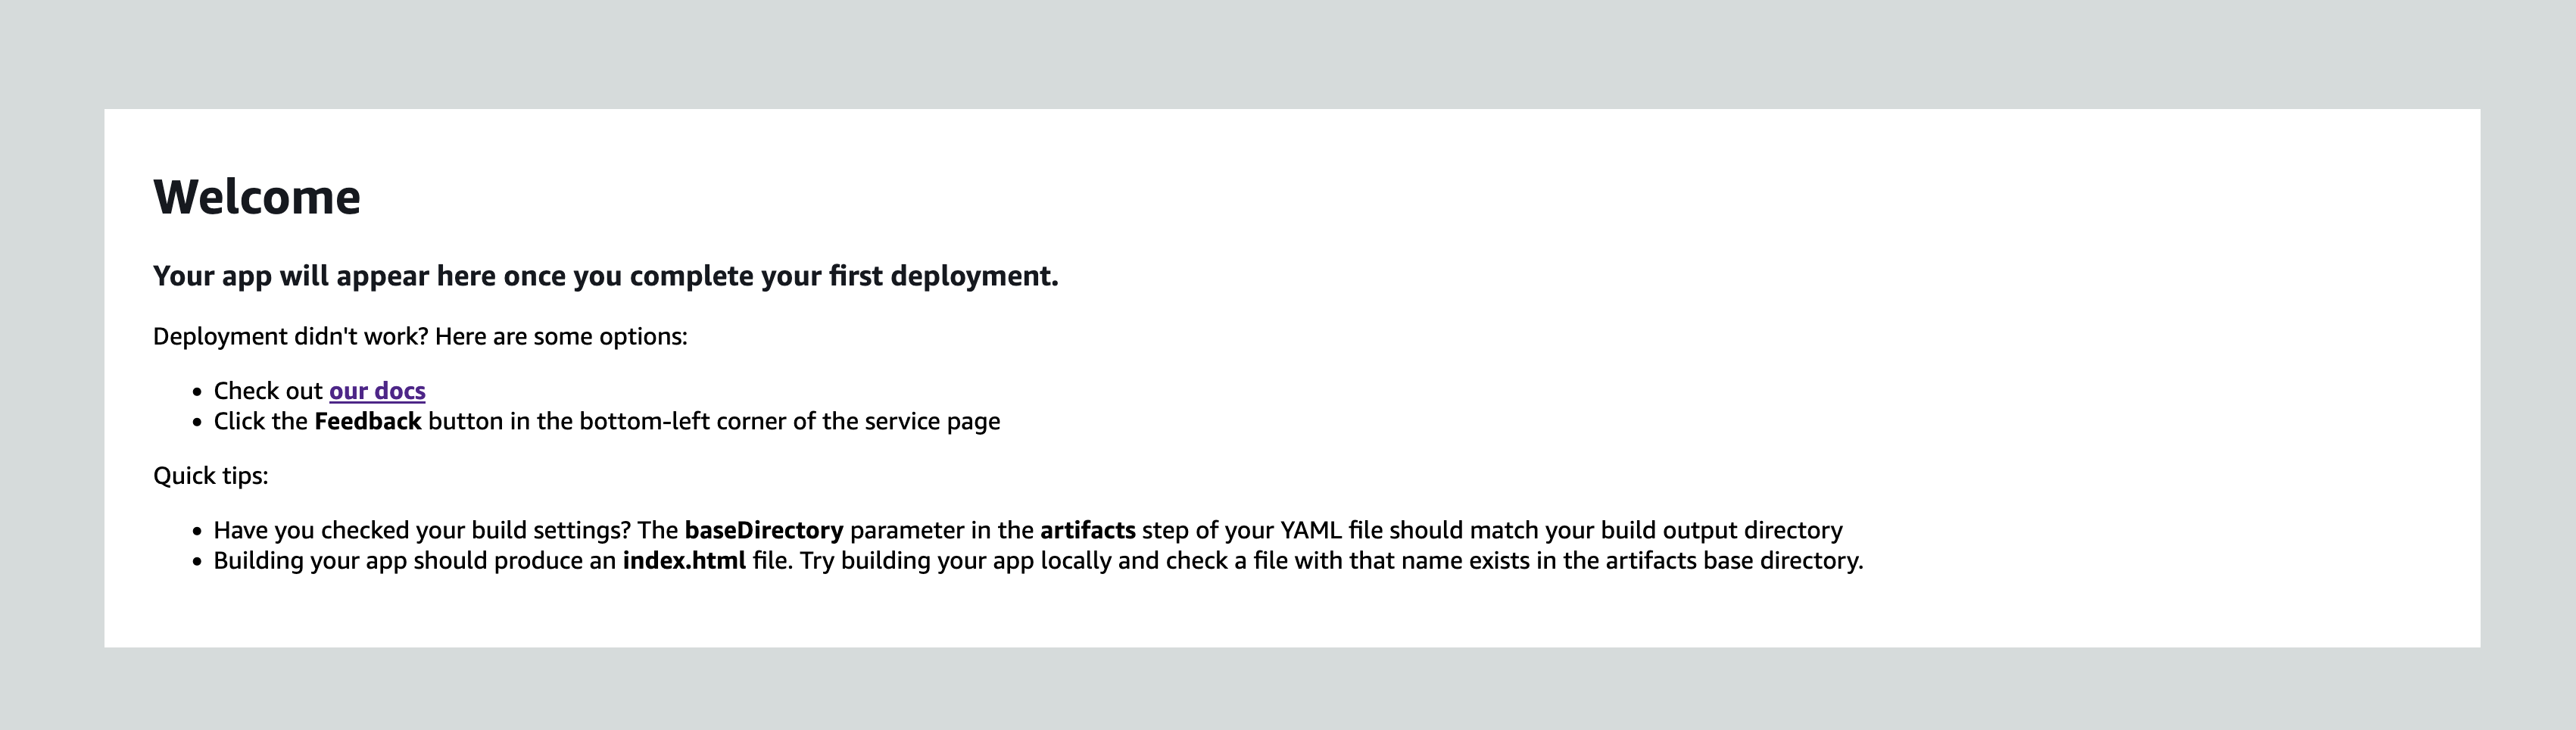 Welcome
Your app will appear here once you complete your first deployment.
Deployment didn't work? Here are some options:
Check out our docs
Click the Feedback button in the bottom-left corner of the service page
Quick tips:
Have you checked your build settings? The baseDirectory parameter in the artifacts step of your YAML file should match your build output directory
Building your app should produce an index.html file. Try building your app locally and check a file with that name exists in the artifacts base directory.